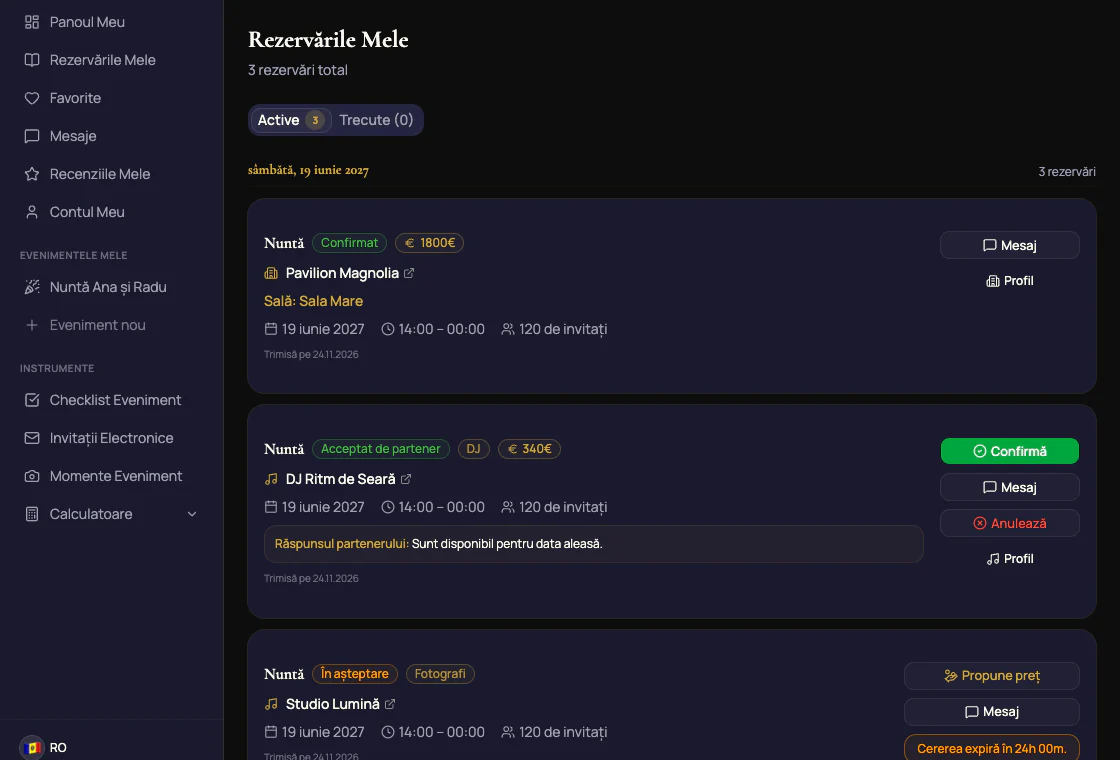 Panoul Meu
Rezervările Mele
Favorite
Mesaje
Recenziile Mele
Contul Meu
EVENIMENTELE MELE
Nuntă Ana și Radu
Eveniment nou
INSTRUMENTE
Checklist Eveniment
Invitații Electronice
Momente Eveniment
Calculatoare
RO
Rezervările Mele
3 rezervări total
Active 3 Trecute (0)
sâmbătă, 19 iunie 2027
3 rezervări
Nuntă Confirmat € 1800€
Pavilion Magnolia
Sală: Sala Mare
19 iunie 2027 14:00 – 00:00 120 de invitați
Trimisă pe 24.11.2026
Mesaj
Profil
Nuntă Acceptat de partener DJ € 340€
DJ Ritm de Seară
19 iunie 2027 14:00 – 00:00 120 de invitați
Răspunsul partenerului: Sunt disponibil pentru data aleasă.
Trimisă pe 24.11.2026
Confirmă
Mesaj
Anulează
Profil
Nuntă În așteptare Fotografi
Studio Lumină
19 iunie 2027 14:00 – 00:00 120 de invitați
Trimisă pe 24.11.2026
Propune preț
Mesaj
Cererea expiră în 24h 00m.